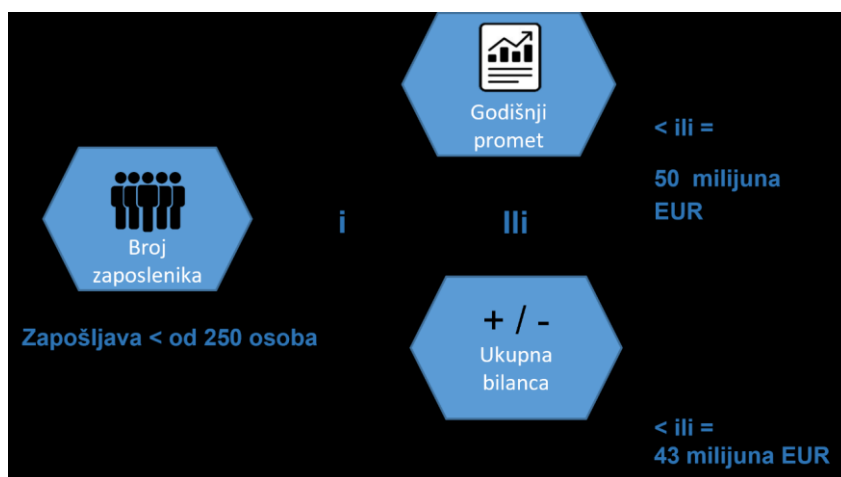 Godišnji
promet
< ili =
50 milijuna
EUR
Broj
zaposlenika
i
Ili
Zapošljava < od 250 osoba
+ / -
Ukupna
bilanca
< ili =
43 milijuna EUR